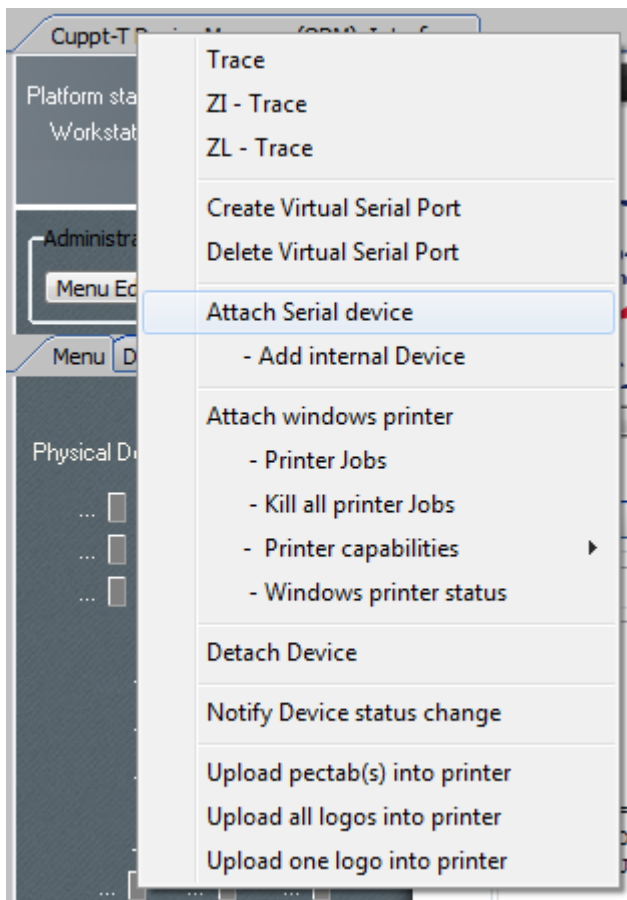 Cuppt-T
Platform sta
Workstat
Administra
Menu Ed
Menu D
Physical De
...
...
...
... ... ...
Trace
ZI - Trace
ZL - Trace
Create Virtual Serial Port
Delete Virtual Serial Port
Attach Serial device
- Add internal Device
Attach windows printer
- Printer Jobs
- Kill all printer Jobs
- Printer capabilities
- Windows printer status
Detach Device
Notify Device status change
Upload pectab(s) into printer
Upload all logos into printer
Upload one logo into printer